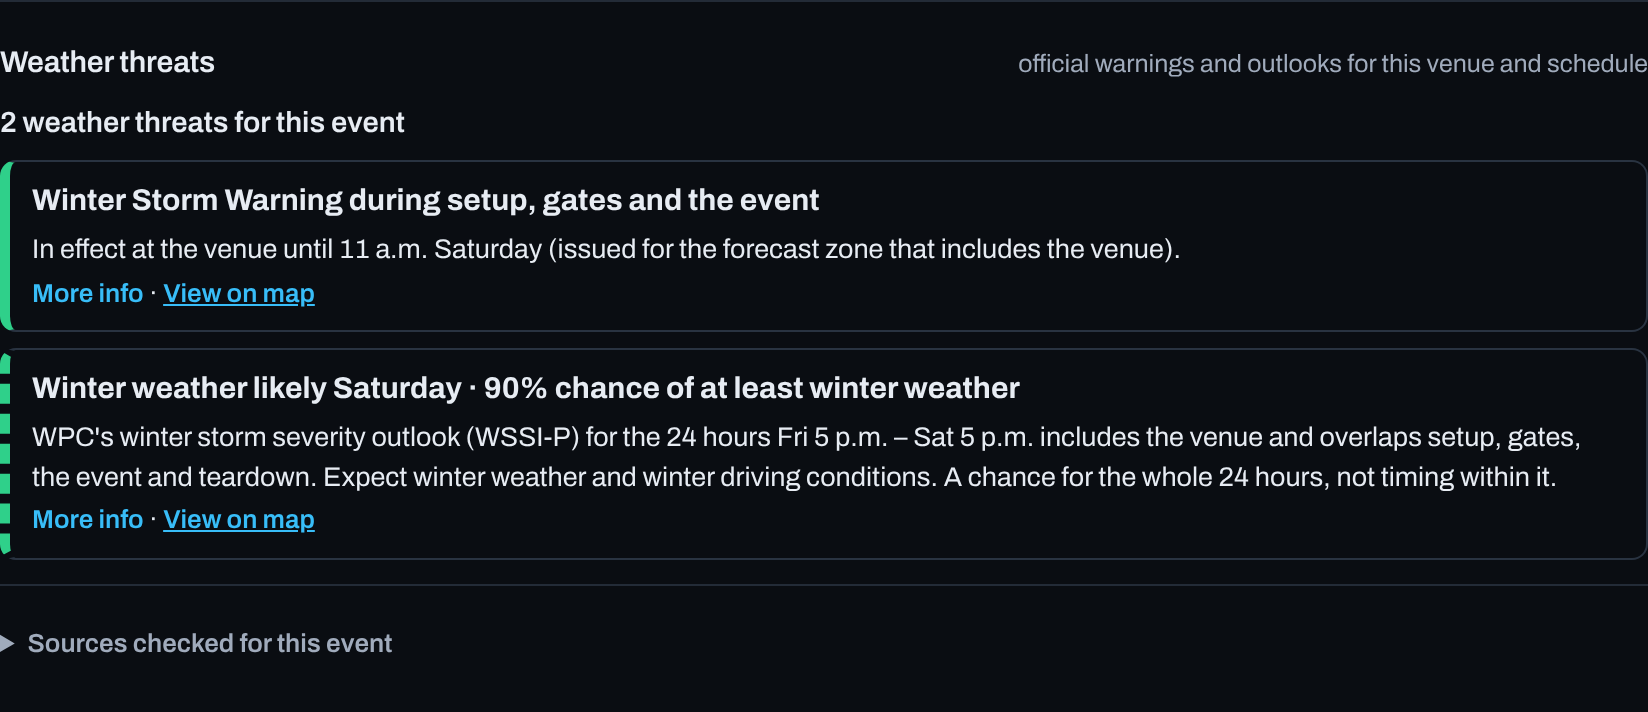 Weather threats
official warnings and outlooks for this venue and schedule
2 weather threats for this event
Winter Storm Warning during setup, gates and the event
In effect at the venue until 11 a.m. Saturday (issued for the forecast zone that includes the venue).
More info · View on map
Winter weather likely Saturday · 90% chance of at least winter weather
WPC's winter storm severity outlook (WSSI-P) for the 24 hours Fri 5 p.m. – Sat 5 p.m. includes the venue and overlaps setup, gates,
the event and teardown. Expect winter weather and winter driving conditions. A chance for the whole 24 hours, not timing within it.
More info · View on map
Sources checked for this event